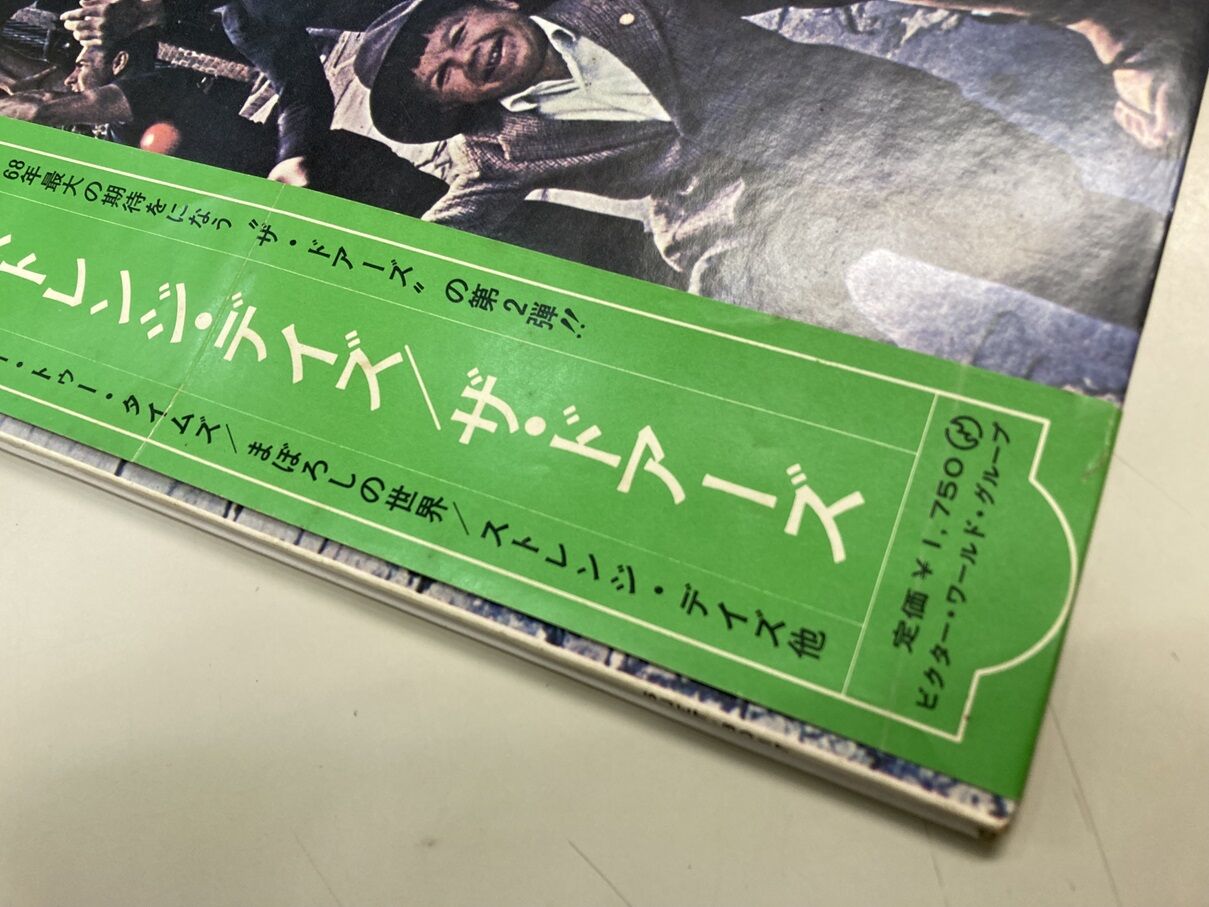 68年最大の期待をになう〝ザ・ドアーズ〟の第2弾!!
トレンジ・デイズ/ザ・ドアーズ
・トゥー・タイムズ/まぼろしの世界/ストレンジ・デイズ他
定価¥1,750
ビクター・ワールド・グループ